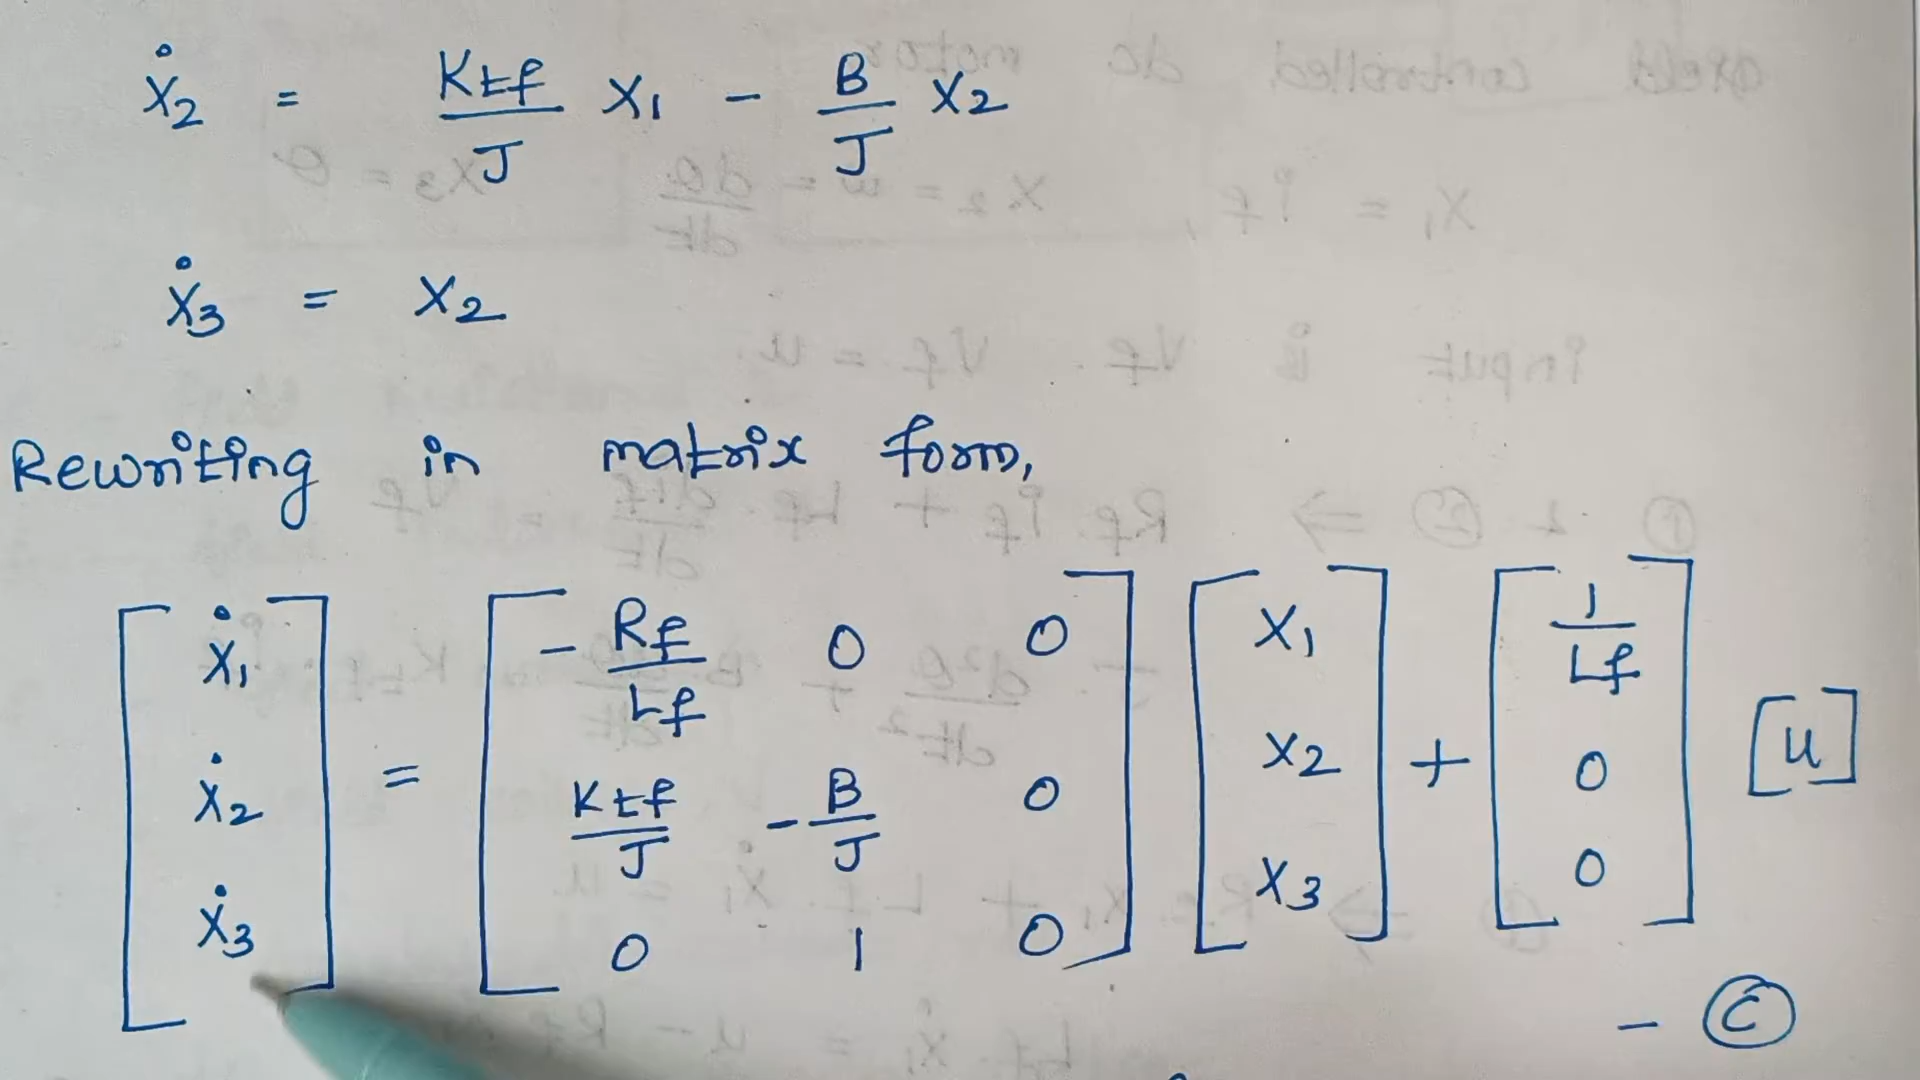 ẋ2 = Ktf/J x1 - B/J x2
ẋ3 = x2
Rewriting in matrix form,
[ẋ1] = [-Rf/Lf 0 0] [x1] + [1/Lf] [u]
[ẋ2] [Ktf/J -B/J 0] [x2] [0]
[ẋ3] [0 1 0] [x3] [0]
- Ⓒ